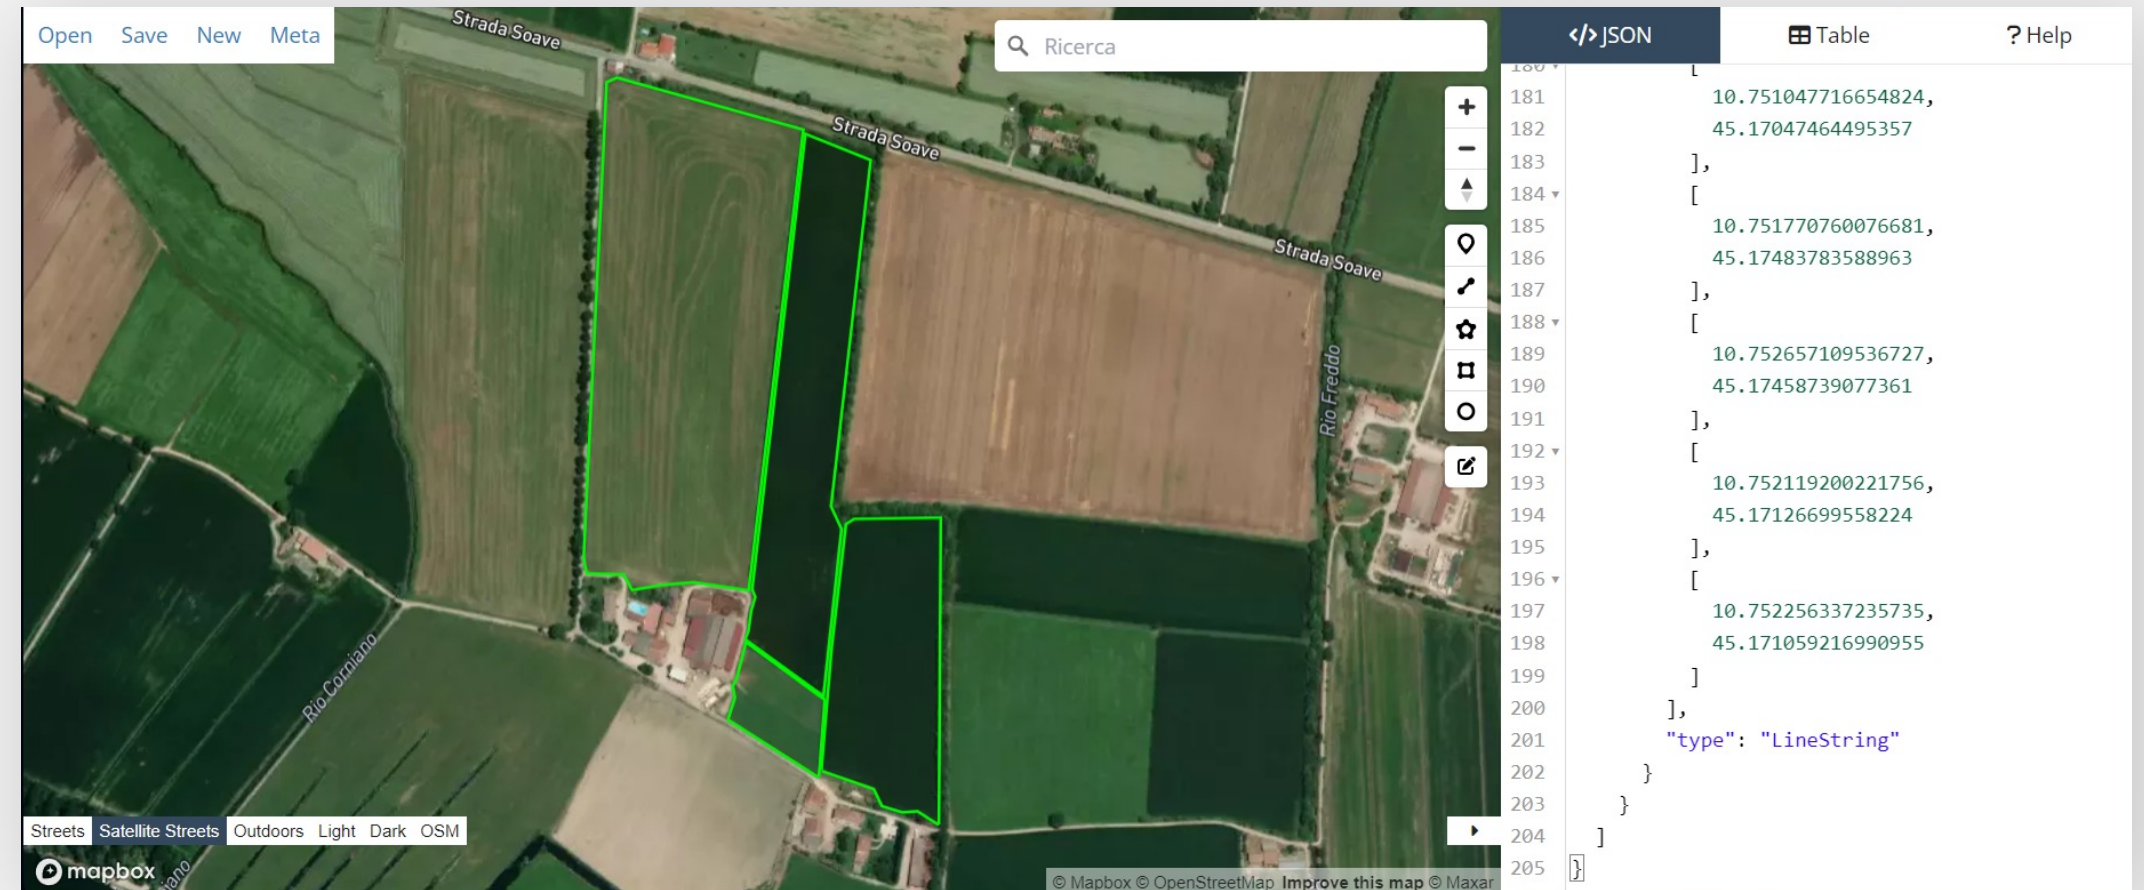 Open Save New Meta
Ricerca
</> JSON Table ? Help
Strada Soave
Strada Soave
Strada Soave
Rio Freddo
Rio Corniano
iano
+
−
180 [
181 10.751047716654824,
182 45.17047464495357
183 ],
184 [
185 10.751770760076681,
186 45.17483783588963
187 ],
188 [
189 10.752657109536727,
190 45.17458739077361
191 ],
192 [
193 10.752119200221756,
194 45.17126699558224
195 ],
196 [
197 10.752256337235735,
198 45.171059216990955
199 ]
200 ],
201 "type": "LineString"
202 }
203 }
204 ]
205 }
Streets Satellite Streets Outdoors Light Dark OSM
mapbox
© Mapbox © OpenStreetMap Improve this map © Maxar